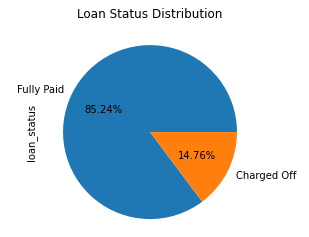 Loan Status Distribution
Fully Paid
85.24%
loan_status
14.76%
Charged Off